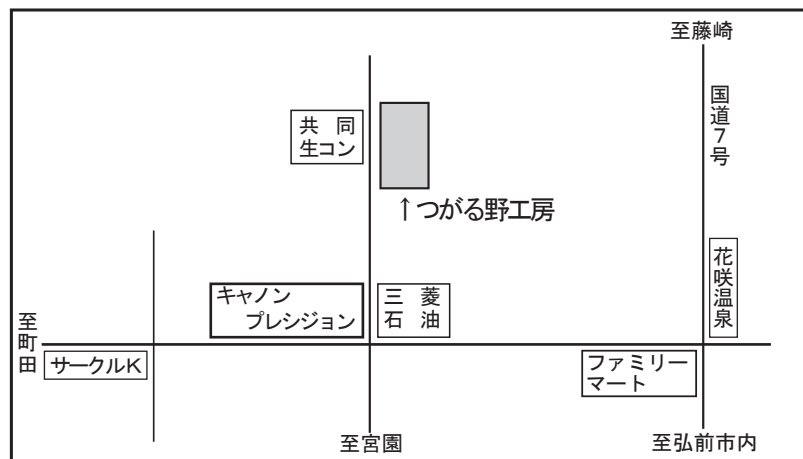 至藤崎
国道7号
共同
生コン
↑つがる野工房
花咲温泉
キャノン
プレシジョン
三菱
石油
至町田
サークルK
ファミリー
マート
至宮園
至弘前市内